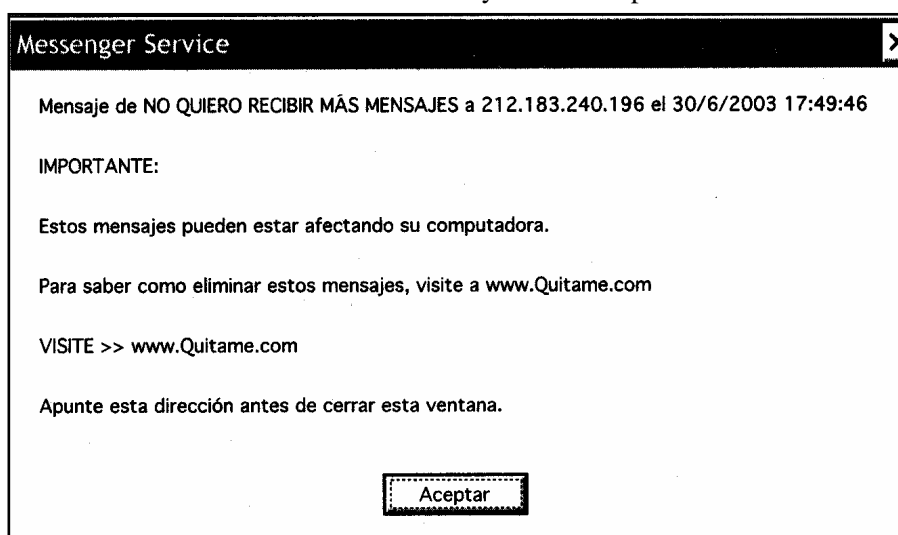 Messenger Service
Mensaje de NO QUIERO RECIBIR MÁS MENSAJES a 212.183.240.196 el 30/6/2003 17:49:46
IMPORTANTE:
Estos mensajes pueden estar afectando su computadora.
Para saber como eliminar estos mensajes, visite a www.Quitame.com
VISITE >> www.Quitame.com
Apunte esta dirección antes de cerrar esta ventana.
Aceptar